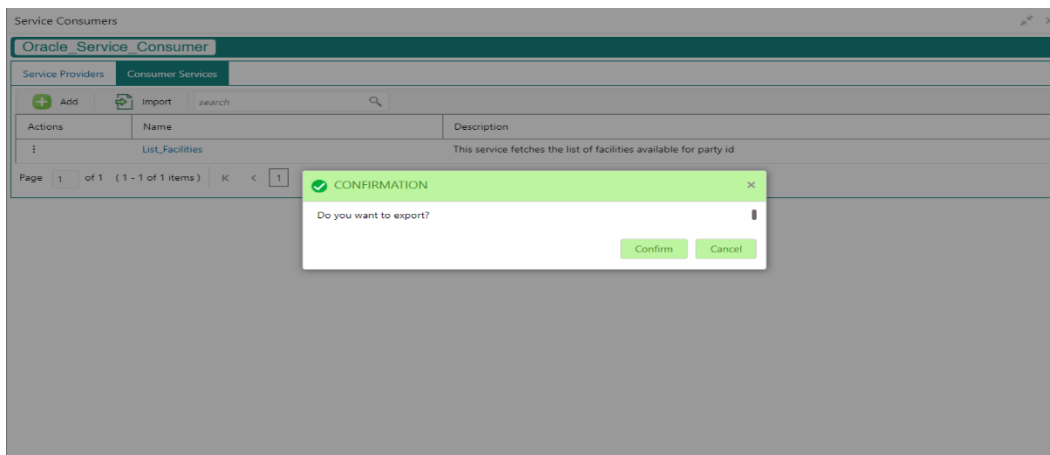 Service Consumers
Oracle_Service_Consumer
Service Providers Consumer Services
Add Import search
Actions Name Description
List_Facilities This service fetches the list of facilities available for party id
Page 1 of 1 (1 - 1 of 1 items) K < 1
CONFIRMATION ×
Do you want to export?
Confirm Cancel